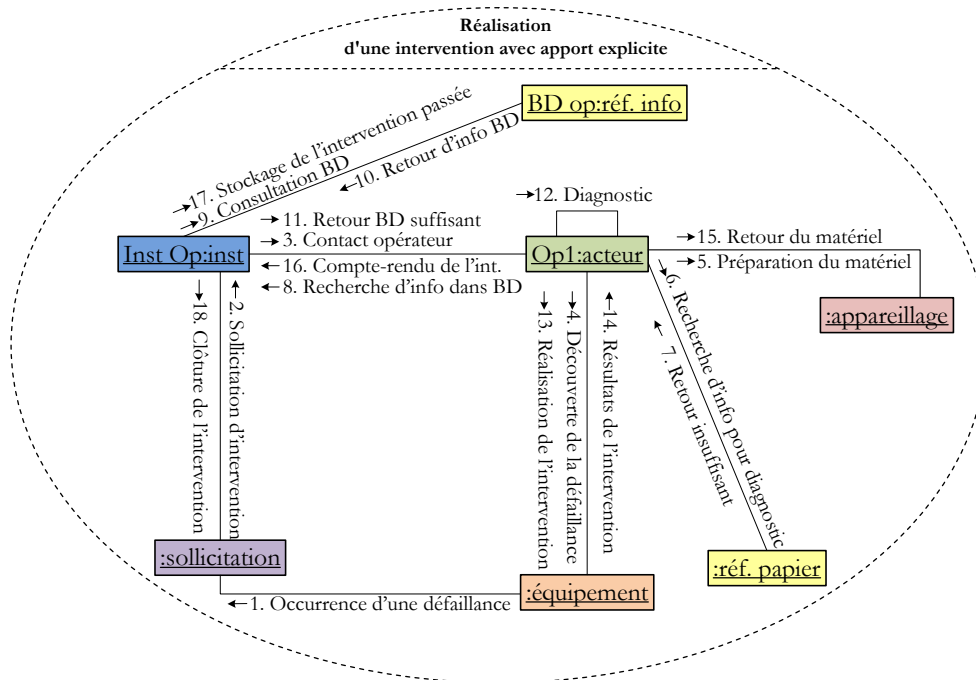 Réalisation
d'une intervention avec apport explicite
BD op:réf. info
17. Stockage de l'intervention passée
9. Consultation BD
10. Retour d'info BD
12. Diagnostic
11. Retour BD suffisant
3. Contact opérateur
Inst Op:inst
Op1:acteur
15. Retour du matériel
5. Préparation du matériel
16. Compte-rendu de l'int.
8. Recherche d'info dans BD
:appareillage
18. Clôture de l'intervention
2. Sollicitation d'intervention
13. Réalisation de l'intervention
4. Découverte de la défaillance
14. Résultats de l'intervention
6. Recherche d'info pour diagnostic
7. Retour insuffisant
:sollicitation
:réf. papier
:équipement
1. Occurrence d'une défaillance